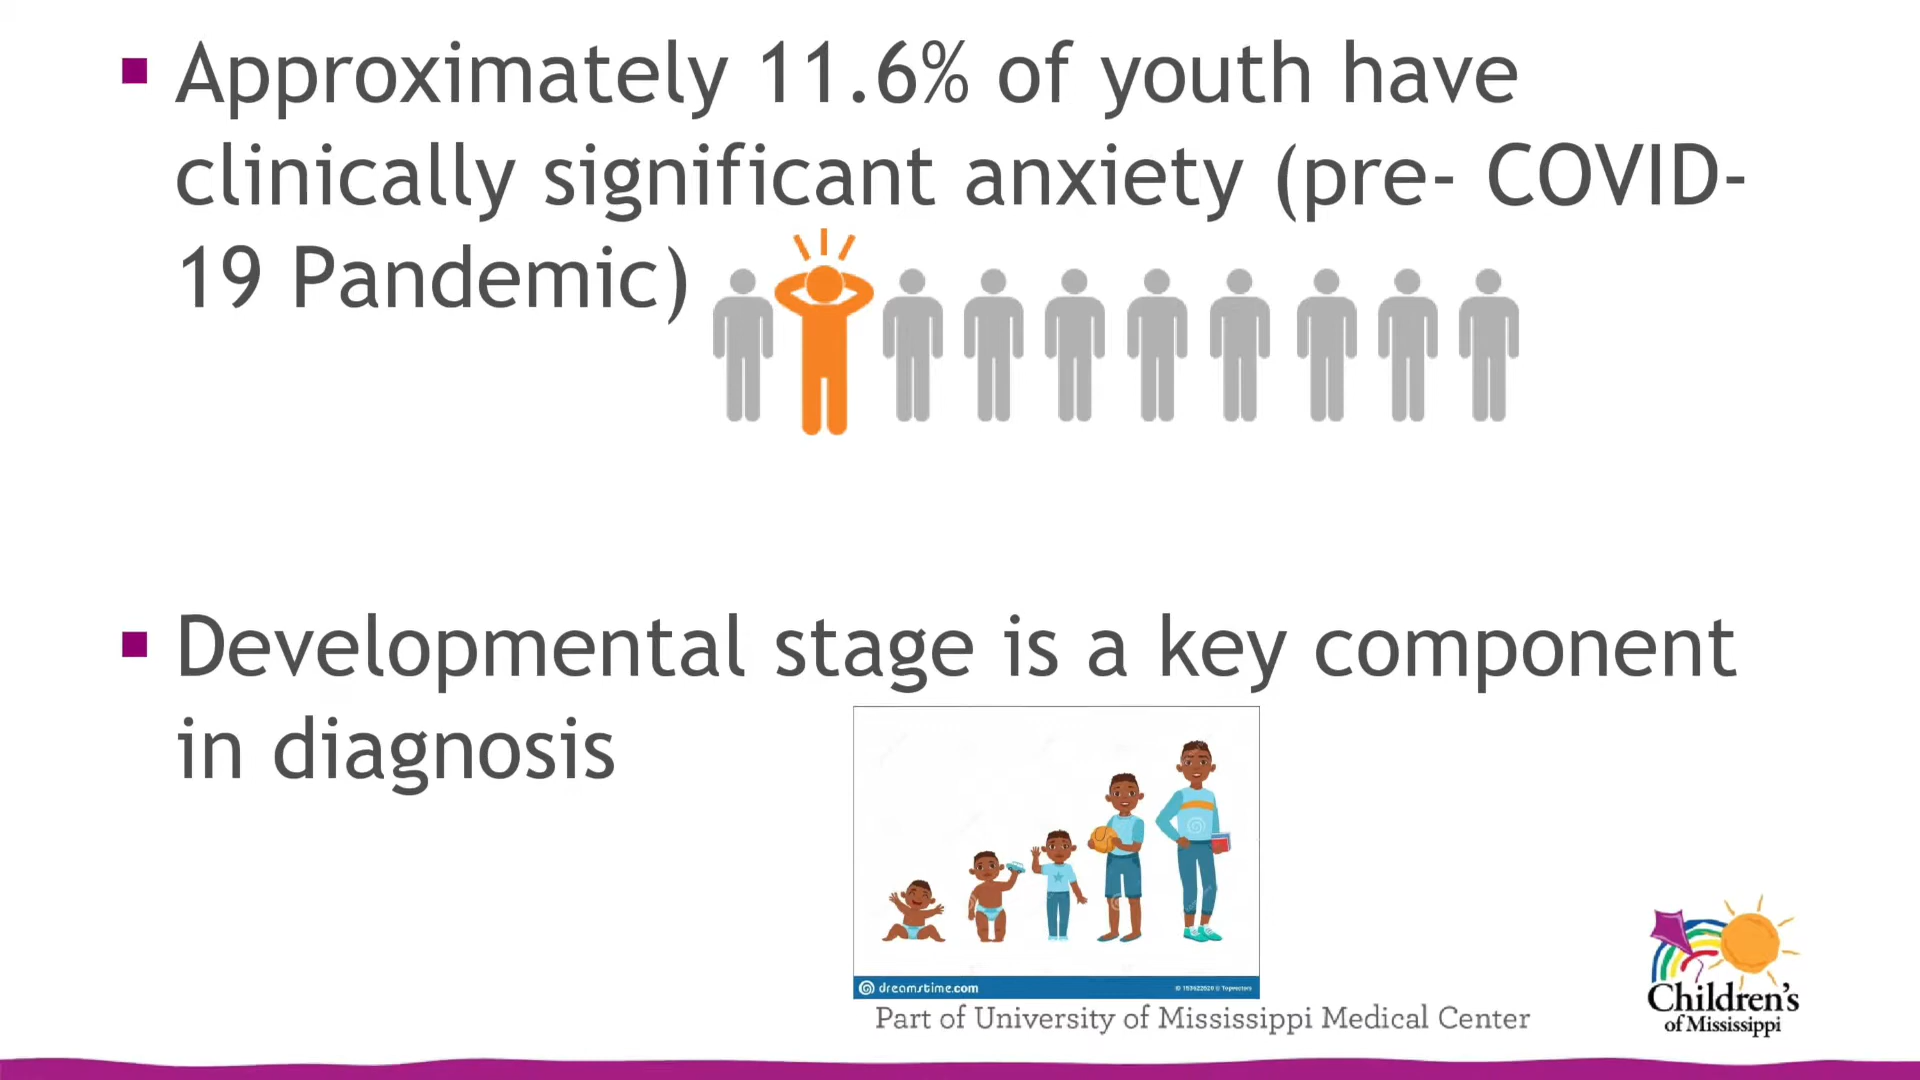 Approximately 11.6% of youth have
clinically significant anxiety (pre- COVID-
19 Pandemic)
Developmental stage is a key component
in diagnosis
dreamstime.com
Part of University of Mississippi Medical Center
Children's
of Mississippi